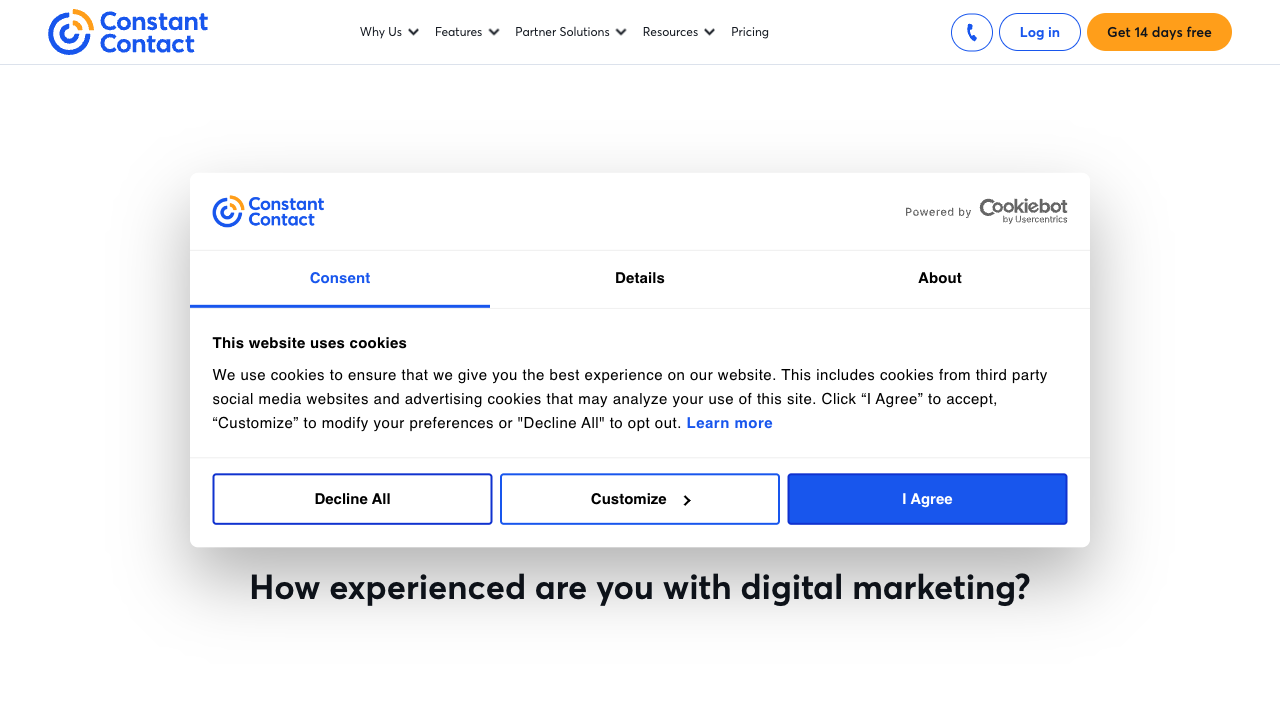 Constant Contact
Why Us
Features
Partner Solutions
Resources
Pricing
Log in
Get 14 days free
Constant Contact
Powered by Cookiebot
by Usercentrics
Consent
Details
About
This website uses cookies
We use cookies to ensure that we give you the best experience on our website. This includes cookies from third party
social media websites and advertising cookies that may analyze your use of this site. Click “I Agree” to accept,
“Customize” to modify your preferences or "Decline All" to opt out. Learn more
Decline All
Customize
I Agree
How experienced are you with digital marketing?